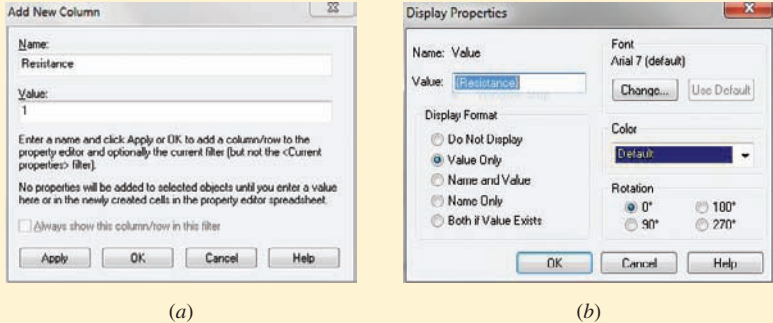 Add New Column
Name:
Resistance
Value:
1
Enter a name and click Apply or OK to add a column/row to the
property editor and optionally the current filter (but not the <Current
properties> filter).
No properties will be added to selected objects until you enter a value
here or in the newly created cells in the property editor spreadsheet.
Always show this column/row in this filter
Apply OK Cancel Help
(a)
Display Properties
Name: Value
Value: {Resistance}
Display Format
Do Not Display
Value Only
Name and Value
Name Only
Both if Value Exists
Font
Arial 7 (default)
Change... Use Default
Color
Default
Rotation
0° 180°
90° 270°
OK Cancel Help
(b)